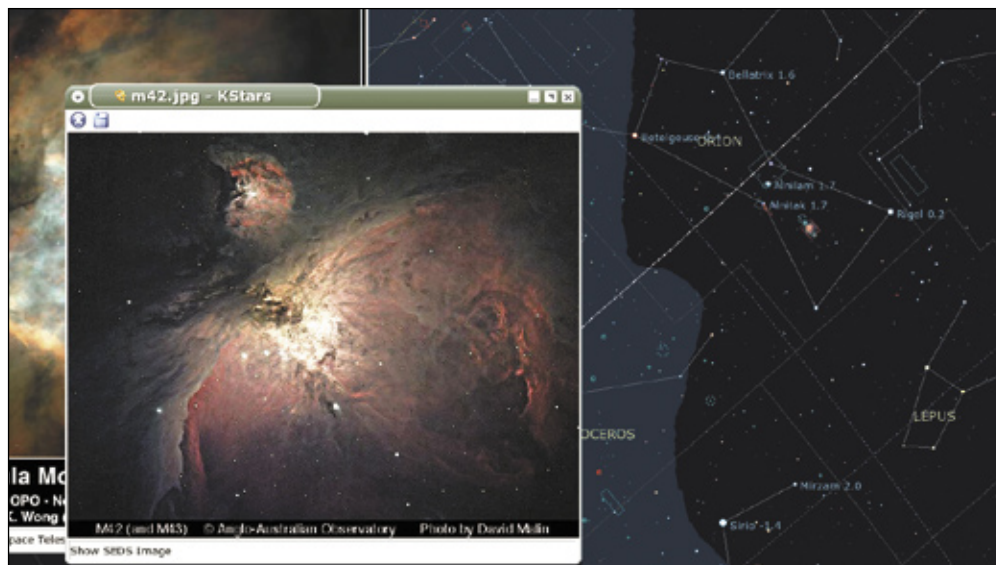 m42.jpg - KStars
M42 (and M43) © Anglo-Australian Observatory Photo by David Malin
Show SEDS Image
la Mo
OPO - Ne
K. Wong
pace Teles
Bellatrix 1.6
ORION
Alnilam 1.7
Alnitak 1.7
Rigel 0.2
LEPUS
OCEROS
Mirzam 2.0
Sirio -1.4